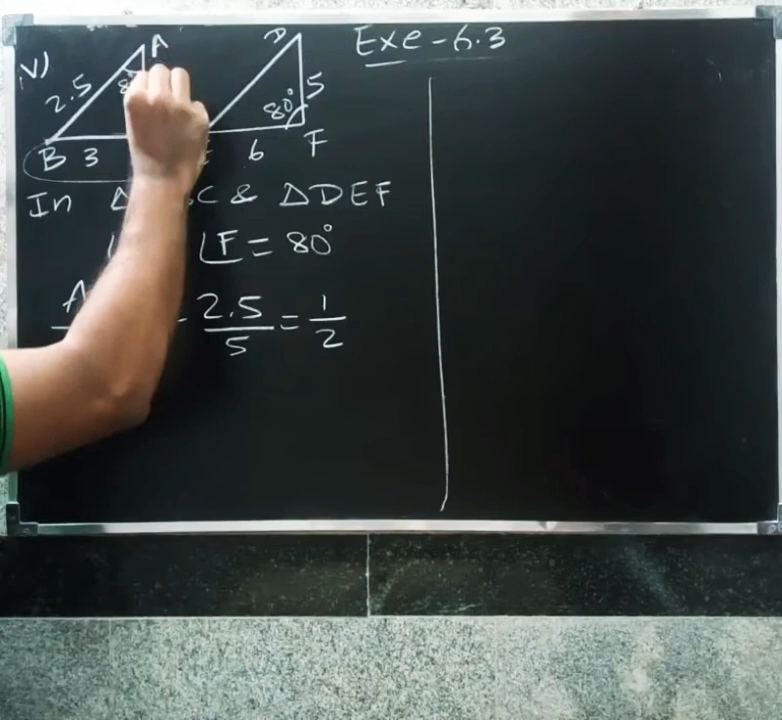 Exe-6.3
V)
A
D
2.5
80°
5
B 3
6 F
In Δ C & ΔDEF
∠F = 80°
A
2.5/5 = 1/2